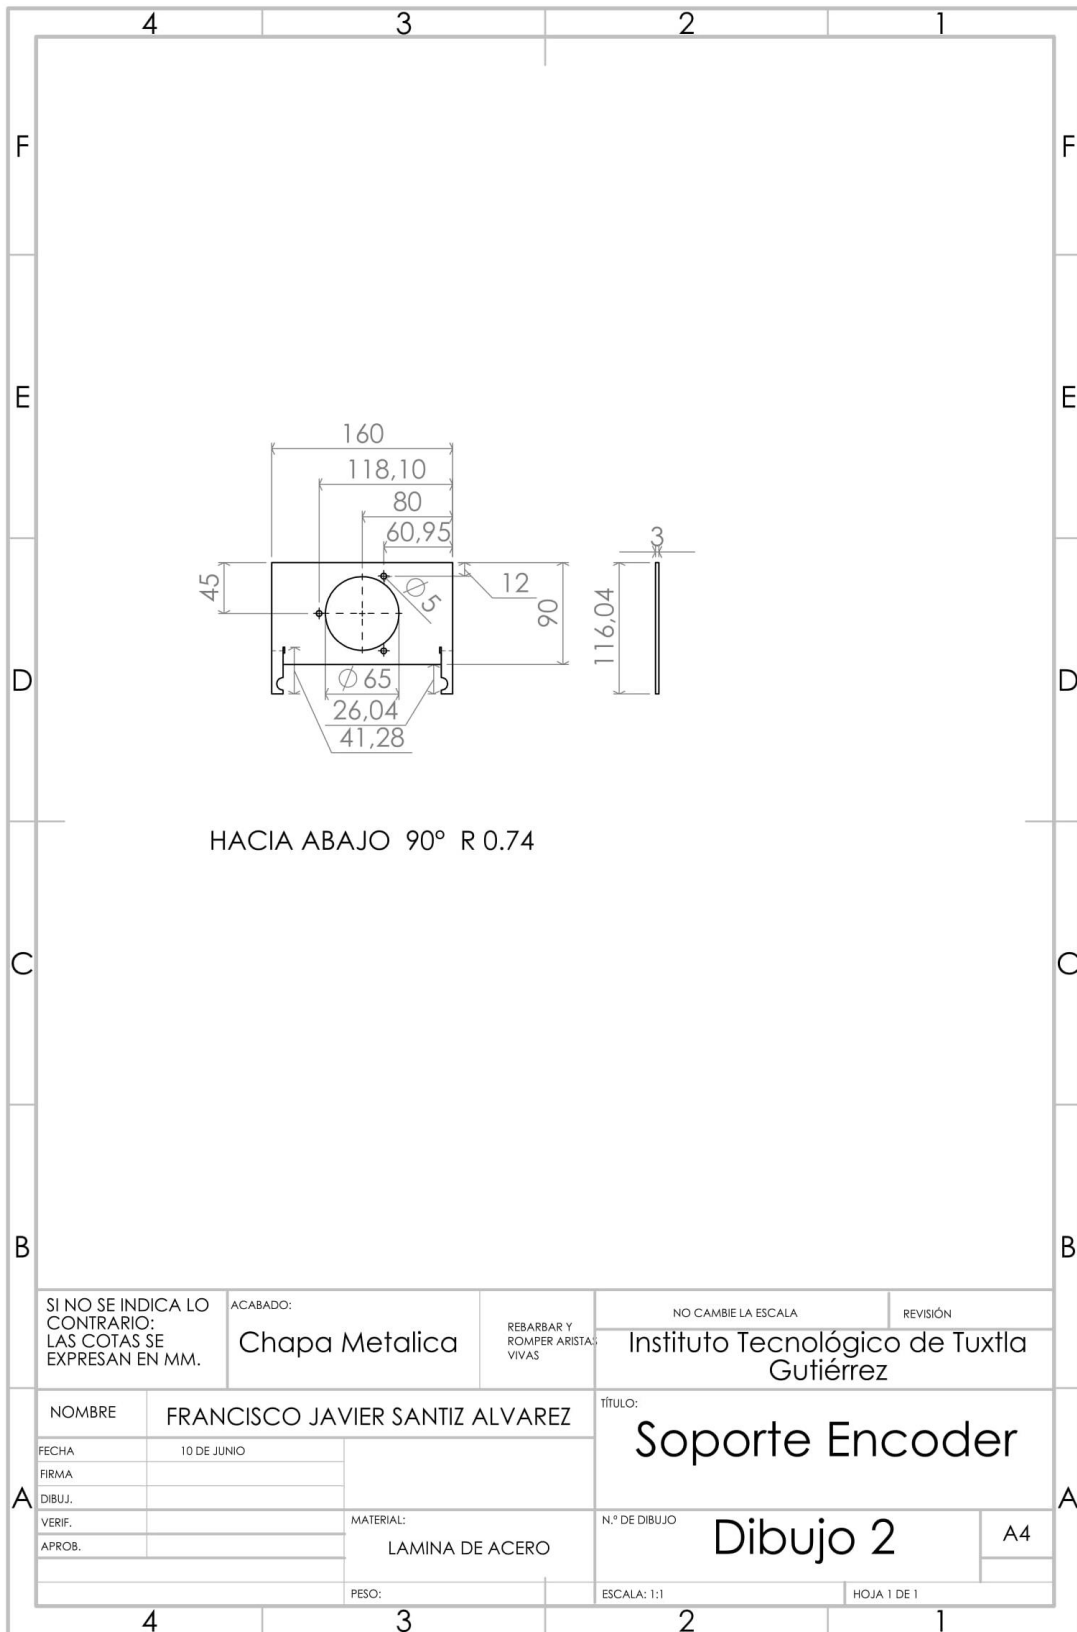 4 3 2 1
F F
E E
160
118,10
80
60,95
3
45
12
Ø 5
90
116,04
D D
Ø 65
26,04
41,28
HACIA ABAJO 90° R 0.74
C C
B B
SI NO SE INDICA LO
CONTRARIO:
LAS COTAS SE
EXPRESAN EN MM.
ACABADO:
Chapa Metalica
REBARBAR Y
ROMPER ARISTAS
VIVAS
NO CAMBIE LA ESCALA
REVISIÓN
Instituto Tecnológico de Tuxtla
Gutiérrez
NOMBRE FRANCISCO JAVIER SANTIZ ALVAREZ
FECHA 10 DE JUNIO
FIRMA
DIBUJ.
VERIF.
APROB.
TÍTULO:
Soporte Encoder
A A
MATERIAL:
LAMINA DE ACERO
N.º DE DIBUJO
Dibujo 2
A4
PESO:
ESCALA: 1:1
HOJA 1 DE 1
4 3 2 1